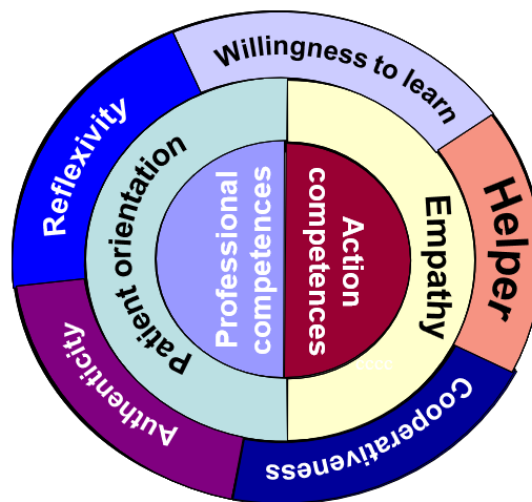 Willingness to learn
Reflexivity
Helper
Patient orientation
Empathy
Professional
competences
Action
competences
Authenticity
Cooperativeness